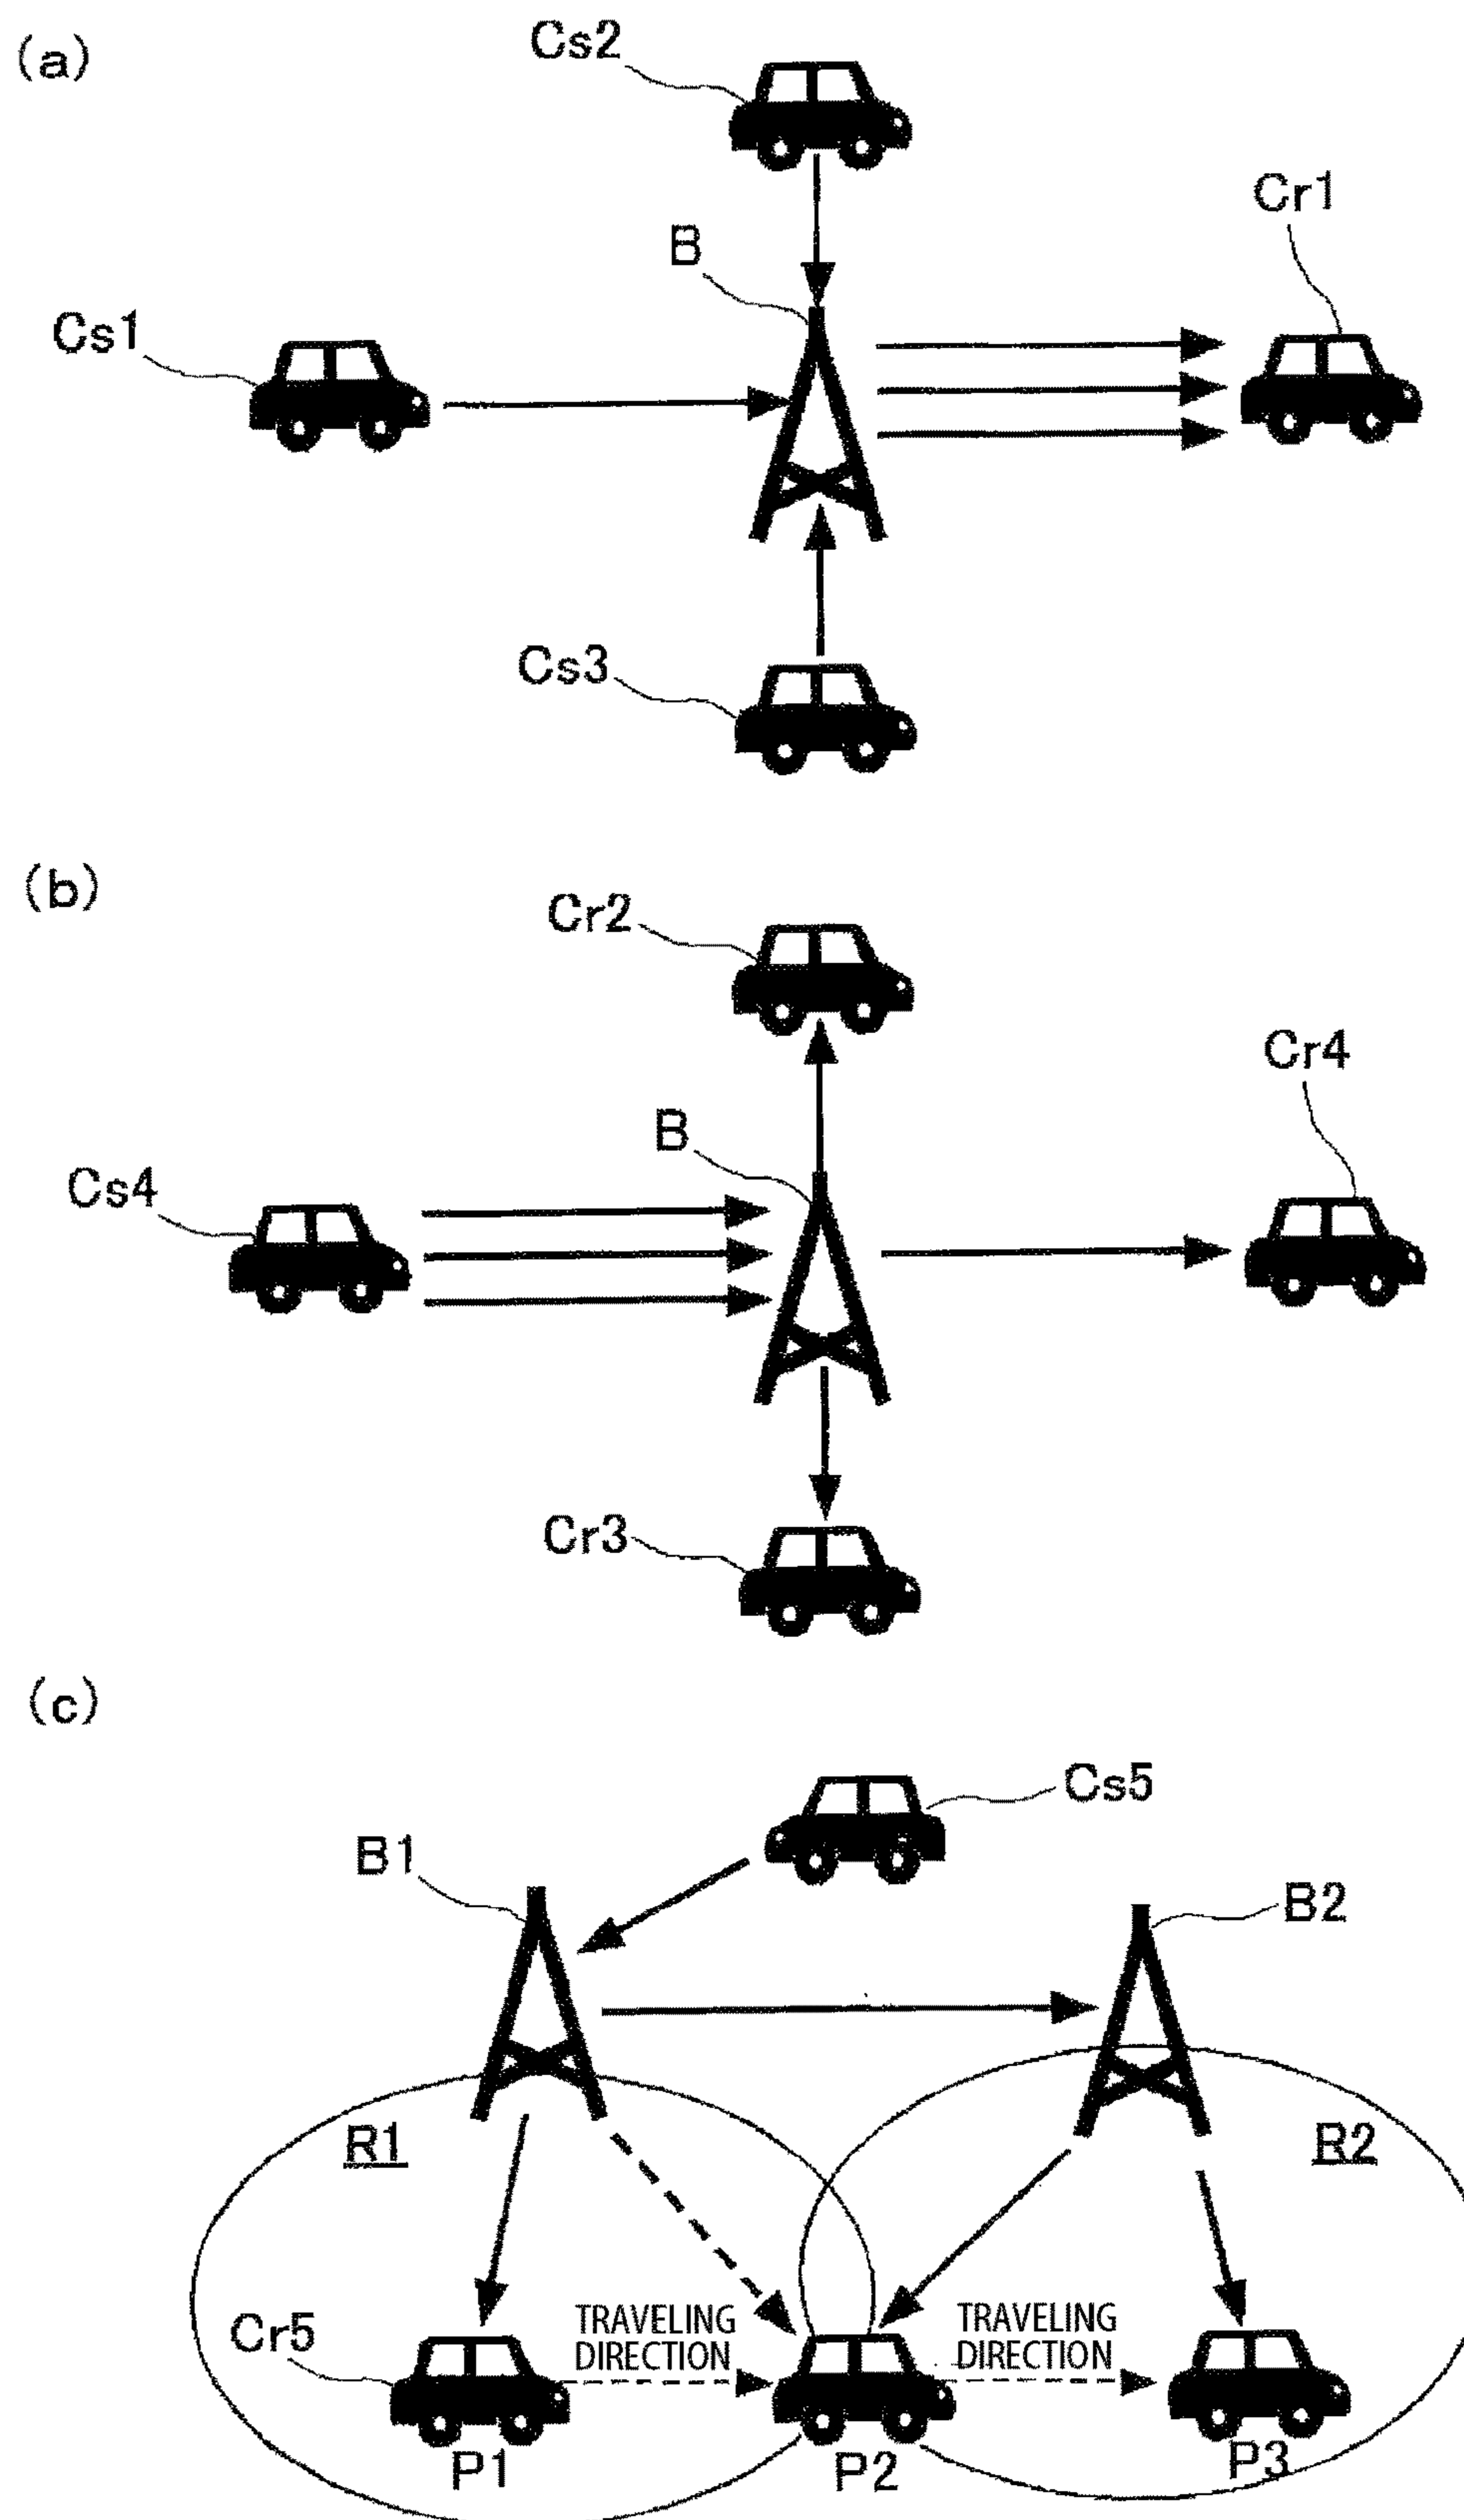 (a)
Cs2
Cr1
B
Cs1
Cs3
(b)
Cr2
Cr4
B
Cs4
Cr3
(c)
Cs5
B1
B2
R1
R2
TRAVELING
DIRECTION
TRAVELING
DIRECTION
Cr5
P1
P2
P3